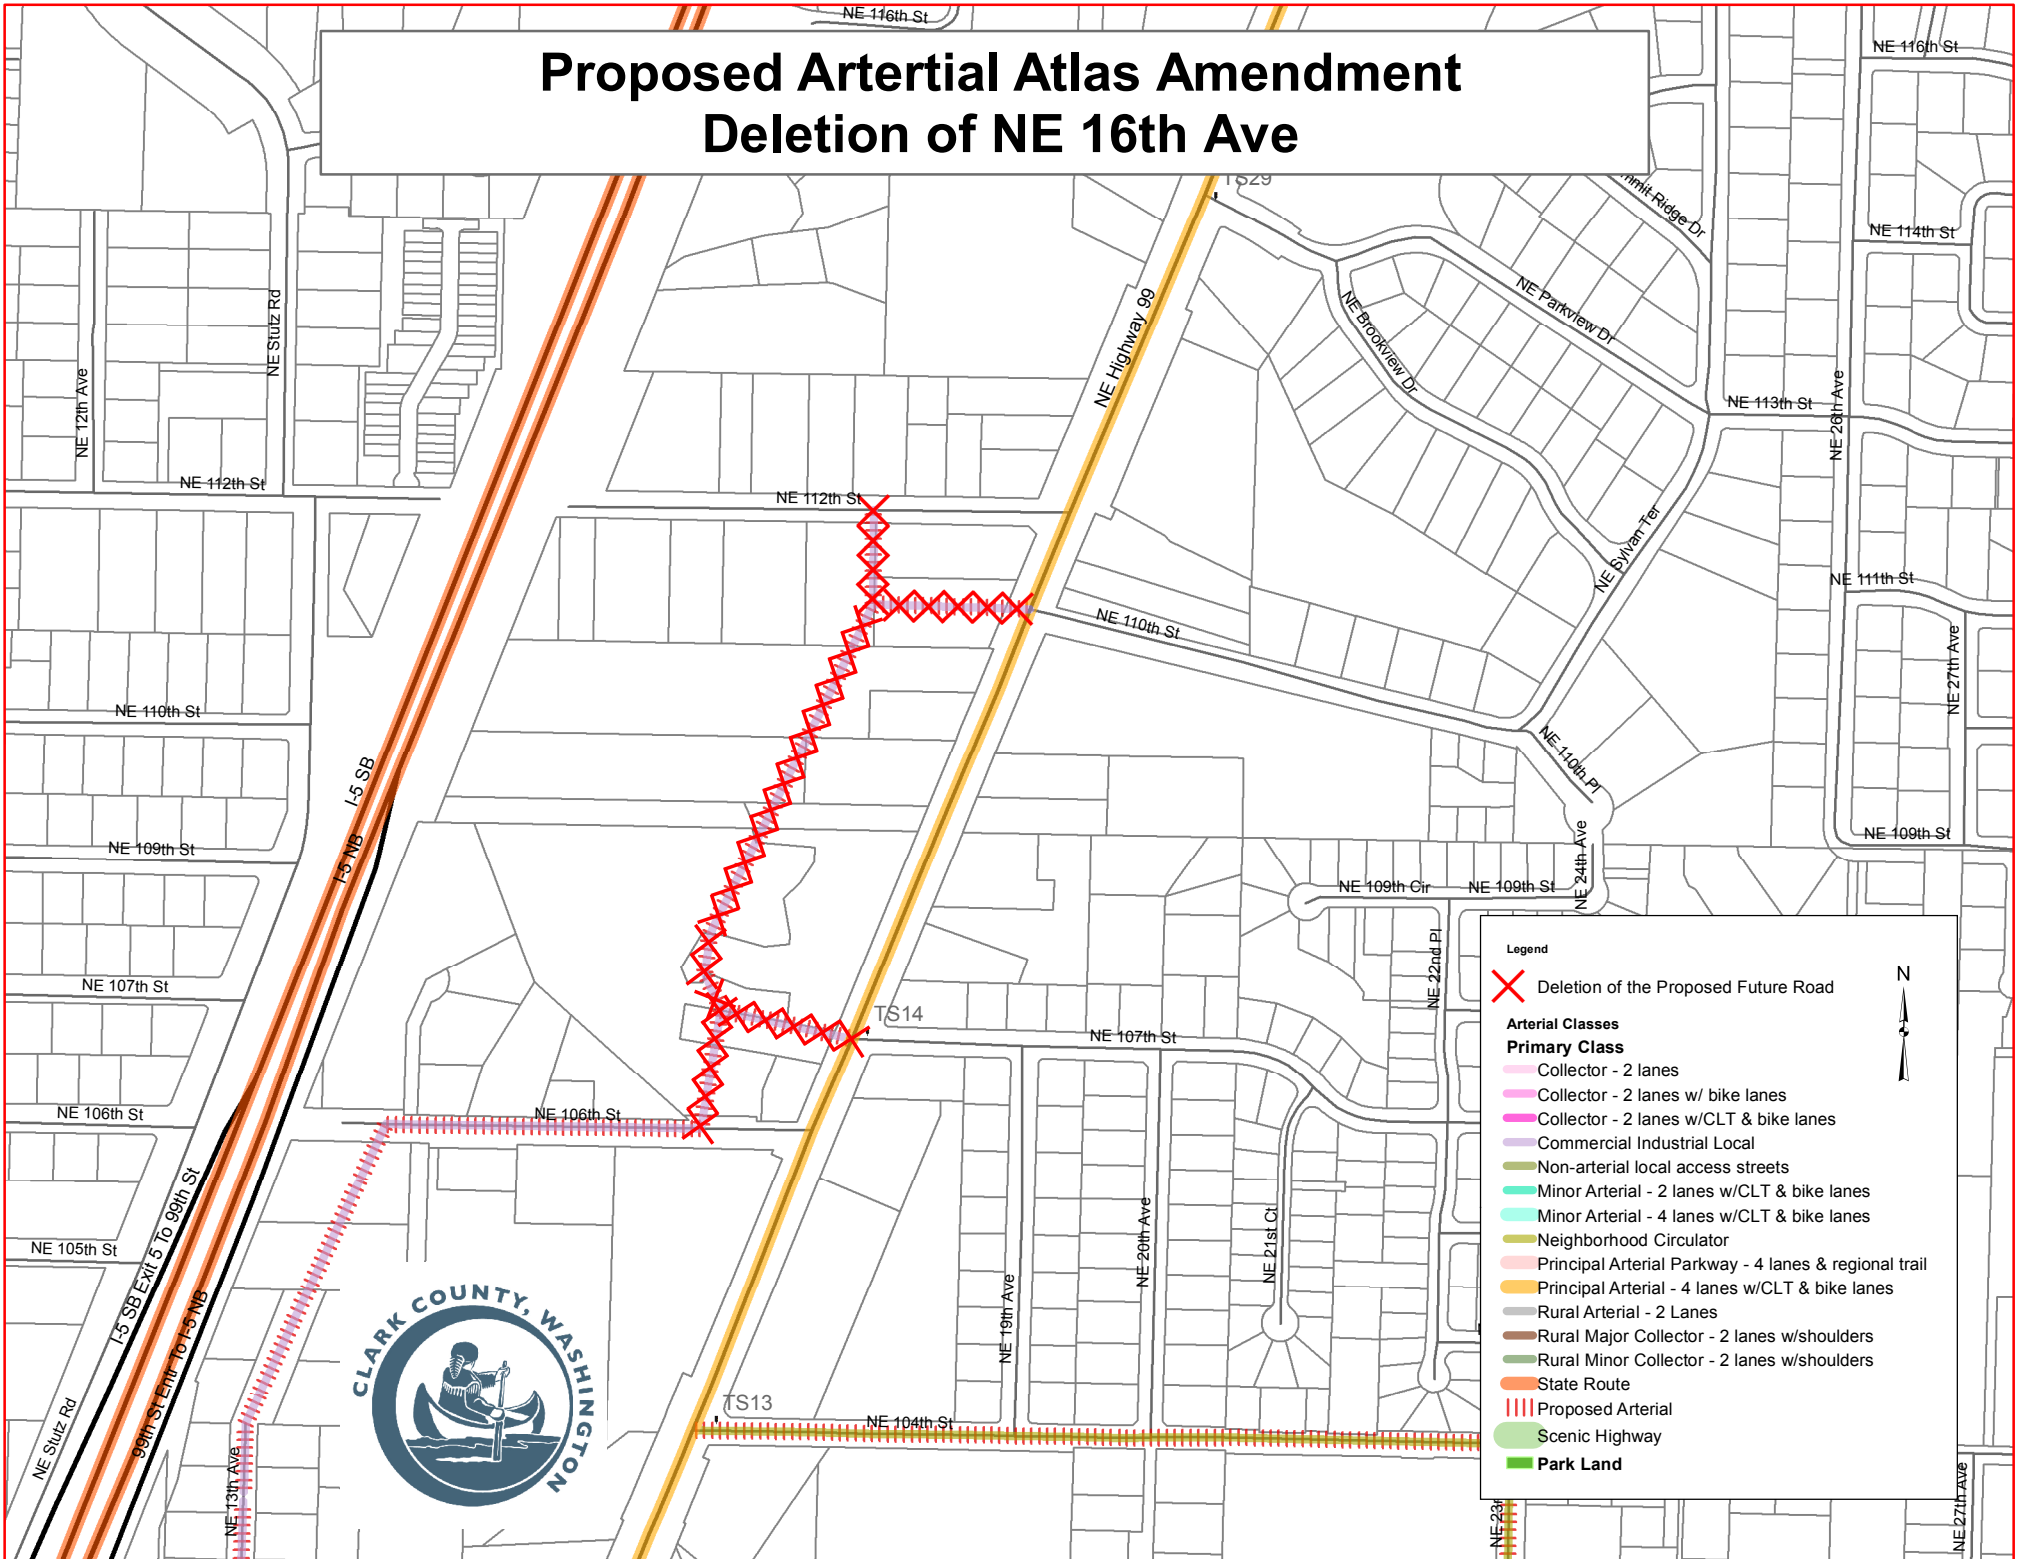 NE 116th St
Proposed Artertial Atlas Amendment
Deletion of NE 16th Ave
NE 116th St
TS29
mmit Ridge Dr
NE 114th St
NE Stutz Rd
NE Highway 99
NE Parkview Dr
NE Brookview Dr
NE 12th Ave
NE 113th St
NE 26th Ave
NE 112th St
NE 112th St
NE Sylvan Ter
NE 111th St
NE 110th St
NE 27th Ave
NE 110th St
NE 110th Pl
I-5 SB
I-5 NB
NE 109th St
NE 109th St
NE 24th Ave
NE 109th Cir
NE 109th St
NE 22nd Pl
NE 107th St
TS14
NE 107th St
NE 106th St
NE 106th St
NE 105th St
I-5 SB Exit 5 To 99th St
99th St Entr To I-5 NB
NE 20th Ave
NE 21st Ct
NE 19th Ave
CLARK COUNTY, WASHINGTON
TS13
NE 104th St
NE Stutz Rd
NE 13th Ave
NE 27th Ave
Legend
N
Deletion of the Proposed Future Road
Arterial Classes
Primary Class
Collector - 2 lanes
Collector - 2 lanes w/ bike lanes
Collector - 2 lanes w/CLT & bike lanes
Commercial Industrial Local
Non-arterial local access streets
Minor Arterial - 2 lanes w/CLT & bike lanes
Minor Arterial - 4 lanes w/CLT & bike lanes
Neighborhood Circulator
Principal Arterial Parkway - 4 lanes & regional trail
Principal Arterial - 4 lanes w/CLT & bike lanes
Rural Arterial - 2 Lanes
Rural Major Collector - 2 lanes w/shoulders
Rural Minor Collector - 2 lanes w/shoulders
State Route
Proposed Arterial
Scenic Highway
Park Land